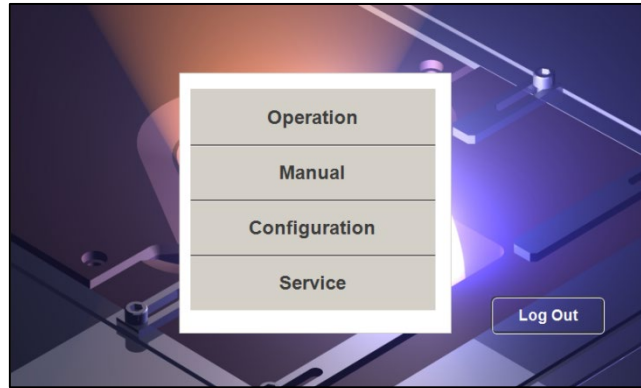 Operation
Manual
Configuration
Service
Log Out